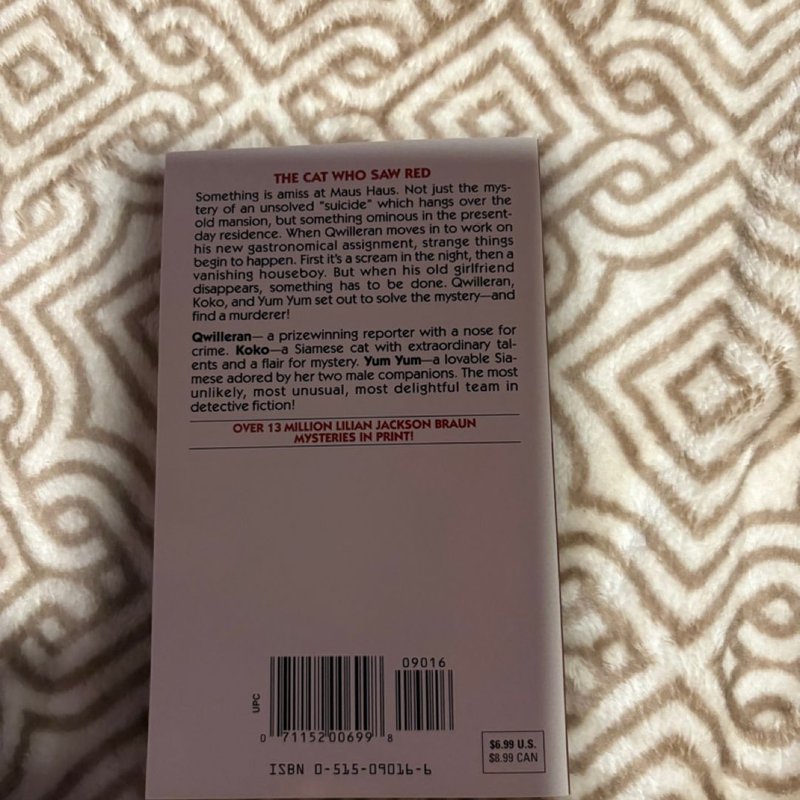 THE CAT WHO SAW RED
Something is amiss at Maus Haus. Not just the mys-
tery of an unsolved "suicide" which hangs over the
old mansion, but something ominous in the present-
day residence. When Qwilleran moves in to work on
his new gastronomical assignment, strange things
begin to happen. First it's a scream in the night, then a
vanishing houseboy. But when his old girlfriend
disappears, something has to be done. Qwilleran,
Koko, and Yum Yum set out to solve the mystery—and
find a murderer!
Qwilleran— a prizewinning reporter with a nose for
crime. Koko—a Siamese cat with extraordinary tal-
ents and a flair for mystery. Yum Yum—a lovable Sia-
mese adored by her two male companions. The most
unlikely, most unusual, most delightful team in
detective fiction!
OVER 13 MILLION LILIAN JACKSON BRAUN
MYSTERIES IN PRINT!
UPC
09016
0 71152 00699 8
ISBN 0-515-09016-6
$6.99 U.S.
$8.99 CAN